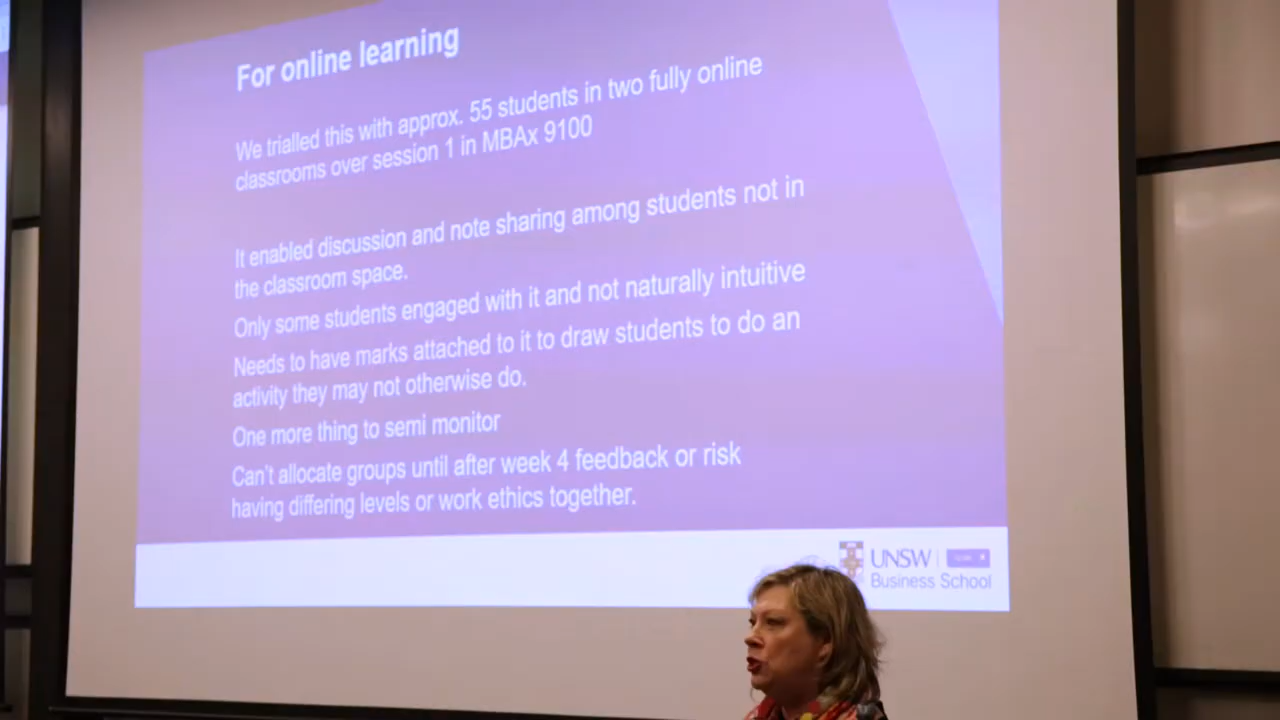 For online learning
We trialled this with approx. 55 students in two fully online
classrooms over session 1 in MBAx 9100
It enabled discussion and note sharing among students not in
the classroom space.
Only some students engaged with it and not naturally intuitive
Needs to have marks attached to it to draw students to do an
activity they may not otherwise do.
One more thing to semi monitor
Can't allocate groups until after week 4 feedback or risk
having differing levels or work ethics together.
UNSW
Business School